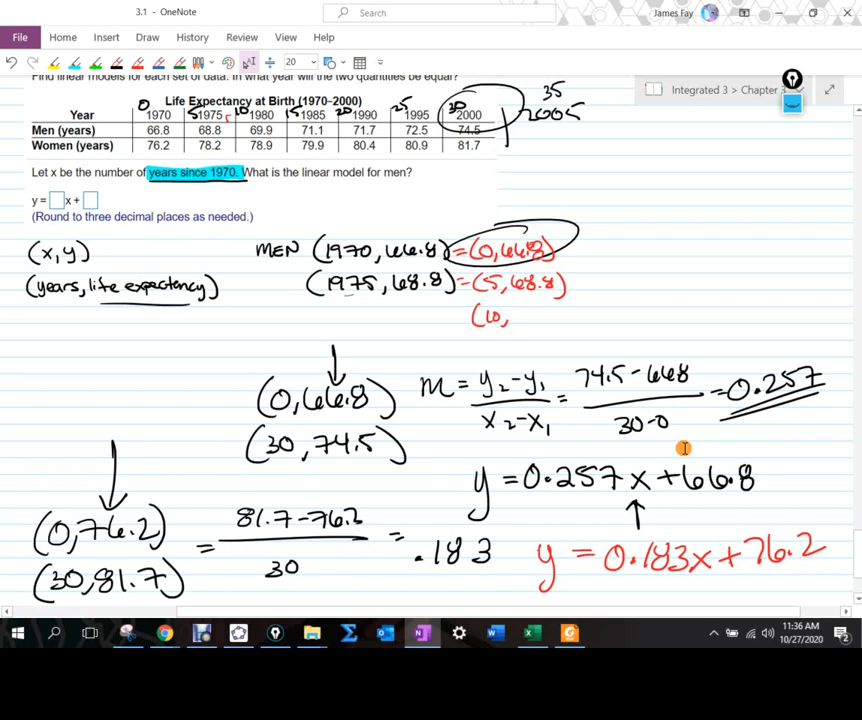 3.1 - OneNote
Search
James Fay
File Home Insert Draw History Review View Help
20
Find linear models for each set of data. In what year will the two quantities be equal?
Integrated 3 > Chapter 3
Life Expectancy at Birth (1970–2000)
35
0 5 10 15 20 25 30
Year 1970 1975 1980 1985 1990 1995 2000
2005
Men (years) 66.8 68.8 69.9 71.1 71.7 72.5 74.5
Women (years) 76.2 78.2 78.9 79.9 80.4 80.9 81.7
Let x be the number of years since 1970. What is the linear model for men?
y = x +
(Round to three decimal places as needed.)
(x,y)
MEN (1970,66.8) = (0,66.8)
(years, life expectancy)
(1975,68.8) = (5,68.8)
(10,
(0,66.8)
(30,74.5)
m = y2-y1 / x2-x1 = 74.5-66.8 / 30-0 = 0.257
y = 0.257x + 66.8
(0,76.2)
(30,81.7)
= 81.7-76.2 / 30 = .183
y = 0.183x + 76.2
11:36 AM
10/27/2020
2